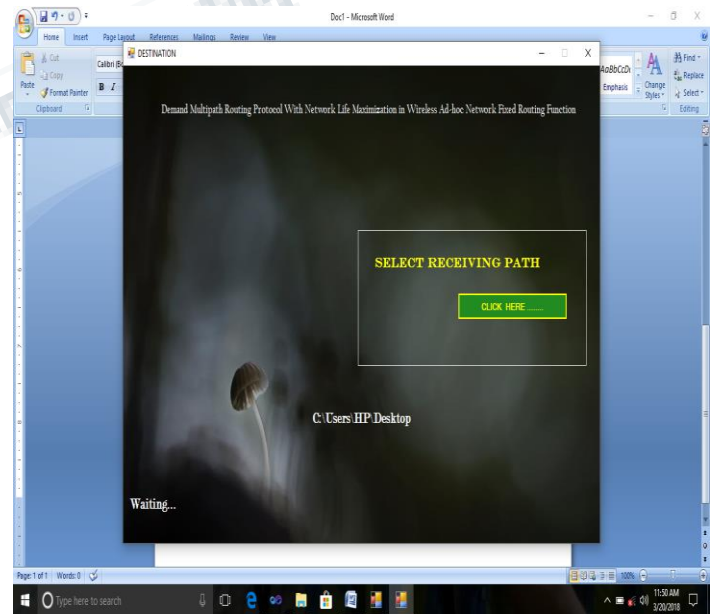 Doc1 - Microsoft Word
Home Insert Page Layout References Mailings Review View
Cut
Copy
Paste
Format Painter
Clipboard
Calibri (Bo
B I
DESTINATION
AaBbCcDc
Emphasis
Change Styles
Find
Replace
Select
Editing
Demand Multipath Routing Protocol With Network Life Maximization in Wireless Ad-hoc Network Fixed Routing Function
SELECT RECEIVING PATH
CLICK HERE........
C:\Users\HP\Desktop
Waiting...
Page: 1 of 1 Words: 0
100%
Type here to search
11:50 AM
3/20/2018